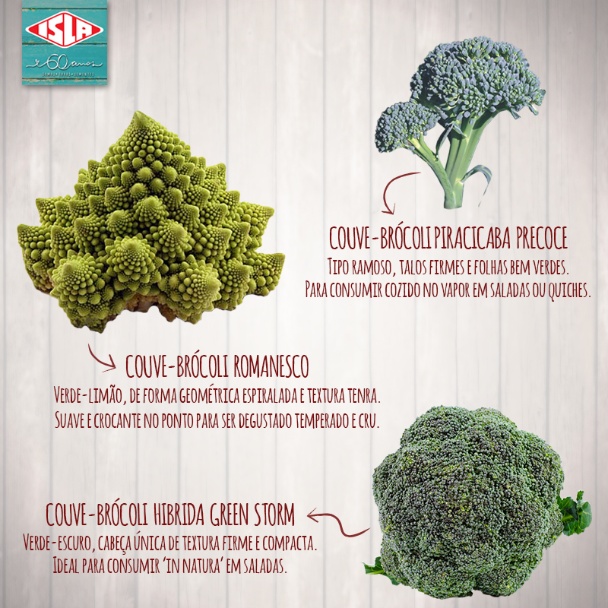 ISLA
60 anos
COUVE-BRÓCOLI PIRACICABA PRECOCE
TIPO RAMOSO, TALOS FIRMES E FOLHAS BEM VERDES.
PARA CONSUMIR COZIDO NO VAPOR EM SALADAS OU QUICHES.
COUVE-BRÓCOLI ROMANESCO
VERDE-LIMÃO, DE FORMA GEOMÉTRICA ESPIRALADA E TEXTURA TENRA.
SUAVE E CROCANTE NO PONTO PARA SER DEGUSTADO TEMPERADO E CRU.
COUVE-BRÓCOLI HIBRIDA GREEN STORM
VERDE-ESCURO, CABEÇA ÚNICA DE TEXTURA FIRME E COMPACTA.
IDEAL PARA CONSUMIR 'IN NATURA' EM SALADAS.